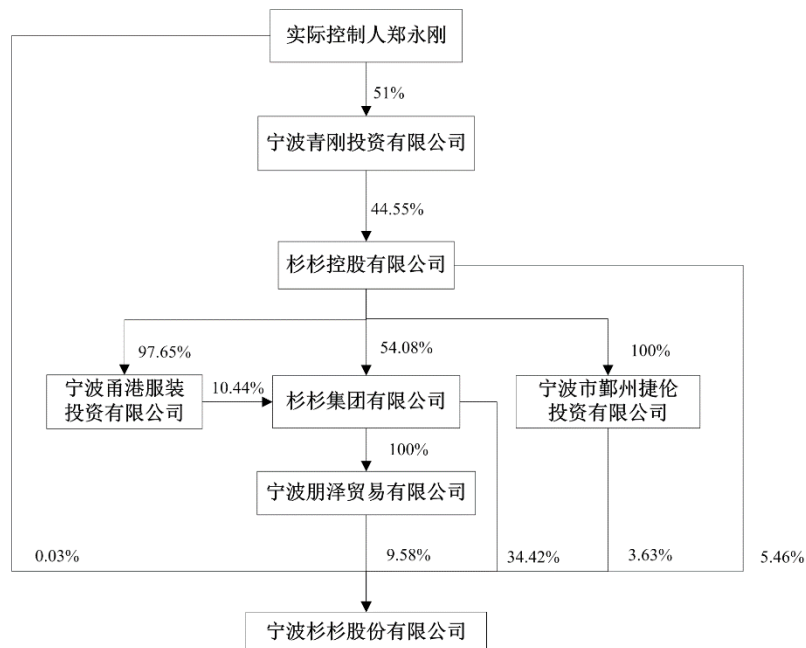 实际控制人郑永刚
51%
宁波青刚投资有限公司
44.55%
杉杉控股有限公司
97.65%
54.08%
100%
宁波甬港服装
投资有限公司
10.44%
杉杉集团有限公司
宁波市鄞州捷伦
投资有限公司
100%
宁波朋泽贸易有限公司
0.03%
9.58%
34.42%
3.63%
5.46%
宁波杉杉股份有限公司